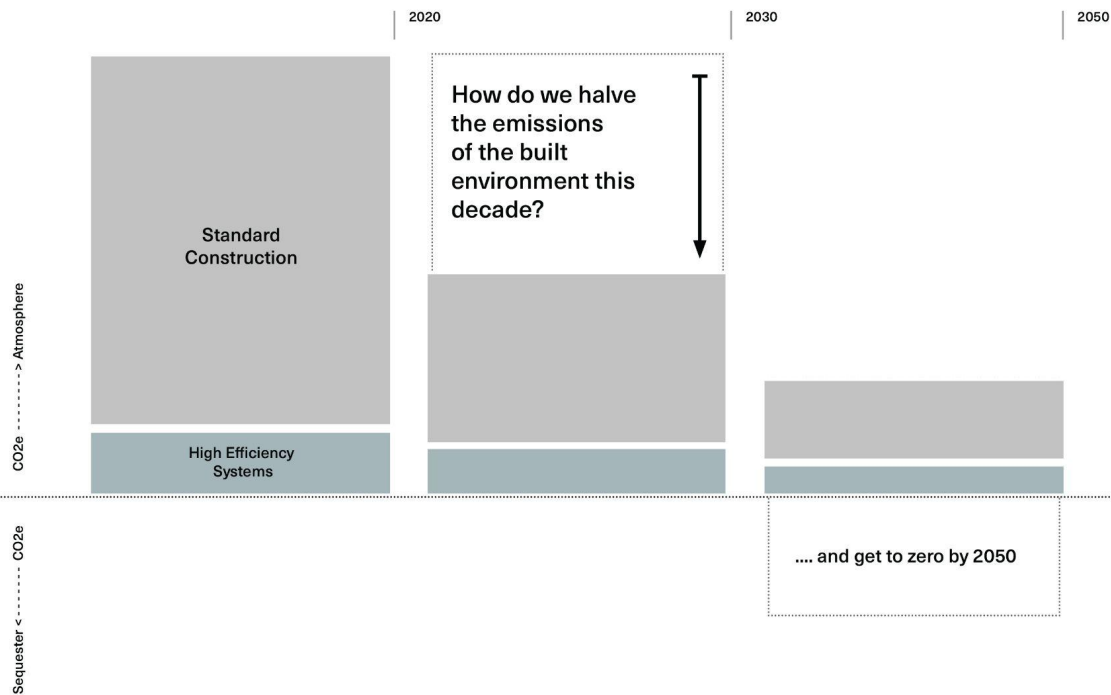 2020
2030
2050
How do we halve
the emissions
of the built
environment this
decade?
Standard
Construction
High Efficiency
Systems
.... and get to zero by 2050
CO2e -------> Atmosphere
Sequester <------- CO2e